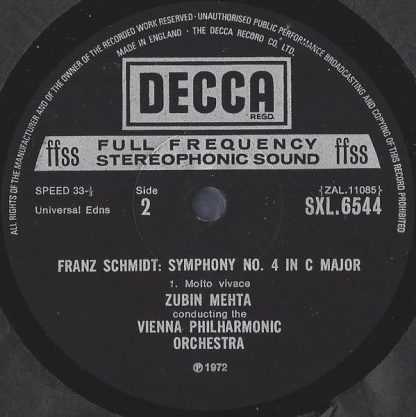 ALL RIGHTS OF THE MANUFACTURER AND OF THE OWNER OF THE RECORDED WORK RESERVED · UNAUTHORISED PUBLIC PERFORMANCE BROADCASTING AND COPYING OF THIS RECORD PROHIBITED
MADE IN ENGLAND · THE DECCA RECORD CO. LTD.
DECCA
REGD.
ffss FULL FREQUENCY ffss
STEREOPHONIC SOUND
SPEED 33-⅓ Side {ZAL.11085}
Universal Edns 2 SXL.6544
FRANZ SCHMIDT: SYMPHONY NO. 4 IN C MAJOR
1. Molto vivace
ZUBIN MEHTA
conducting the
VIENNA PHILHARMONIC
ORCHESTRA
℗ 1972